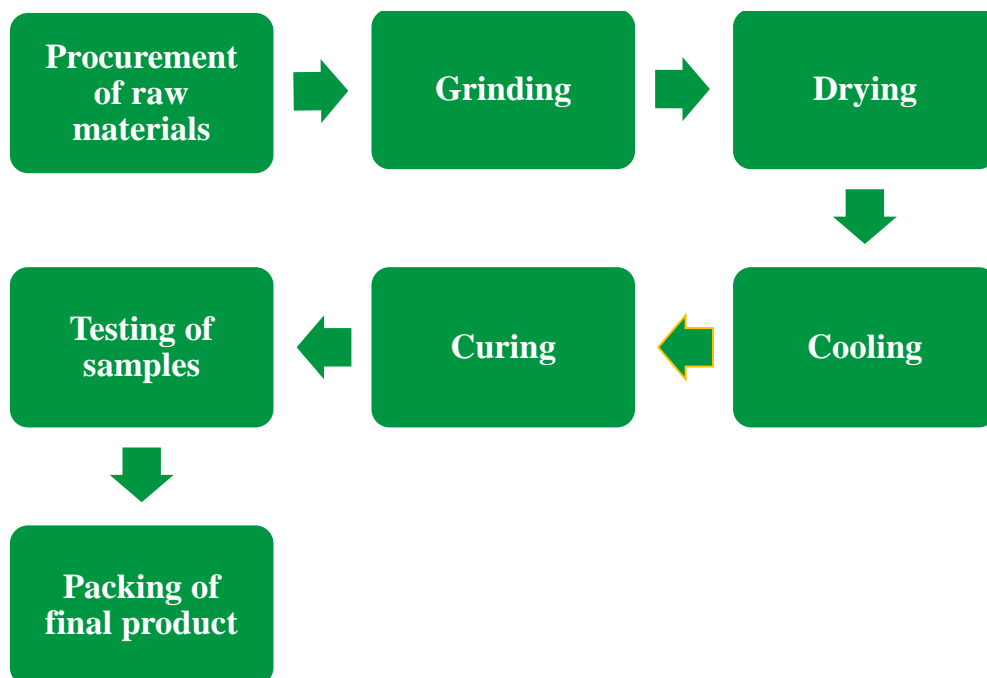 Procurement
of raw
materials
Grinding
Drying
Cooling
Curing
Testing of
samples
Packing of
final product